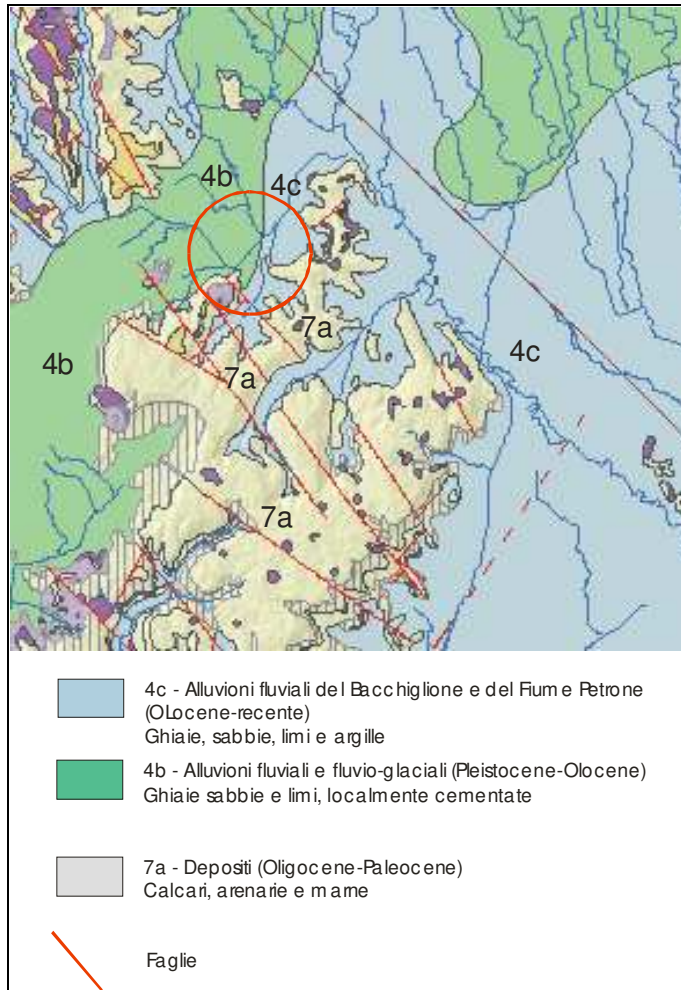 4b
4c
7a
4b
4c
7a
7a
4c - Alluvioni fluviali del Bacchiglione e del Fiume Petrone
(OLocene-recente)
Ghiaie, sabbie, limi e argille
4b - Alluvioni fluviali e fluvio-glaciali (Pleistocene-Olocene)
Ghiaie sabbie e limi, localmente cementate
7a - Depositi (Oligocene-Paleocene)
Calcari, arenarie e marne
Faglie